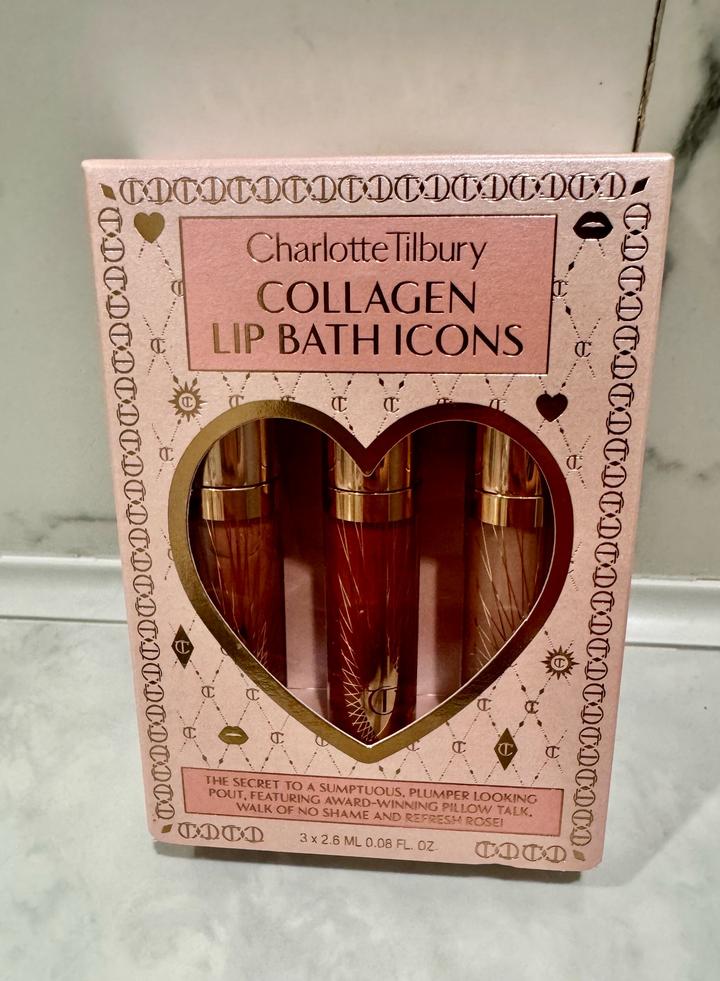 CharlotteTilbury
COLLAGEN
LIP BATH ICONS
THE SECRET TO A SUMPTUOUS, PLUMPER LOOKING
POUT, FEATURING AWARD-WINNING PILLOW TALK,
WALK OF NO SHAME AND REFRESH ROSE!
3 x 2.6 ML 0.08 FL. OZ.